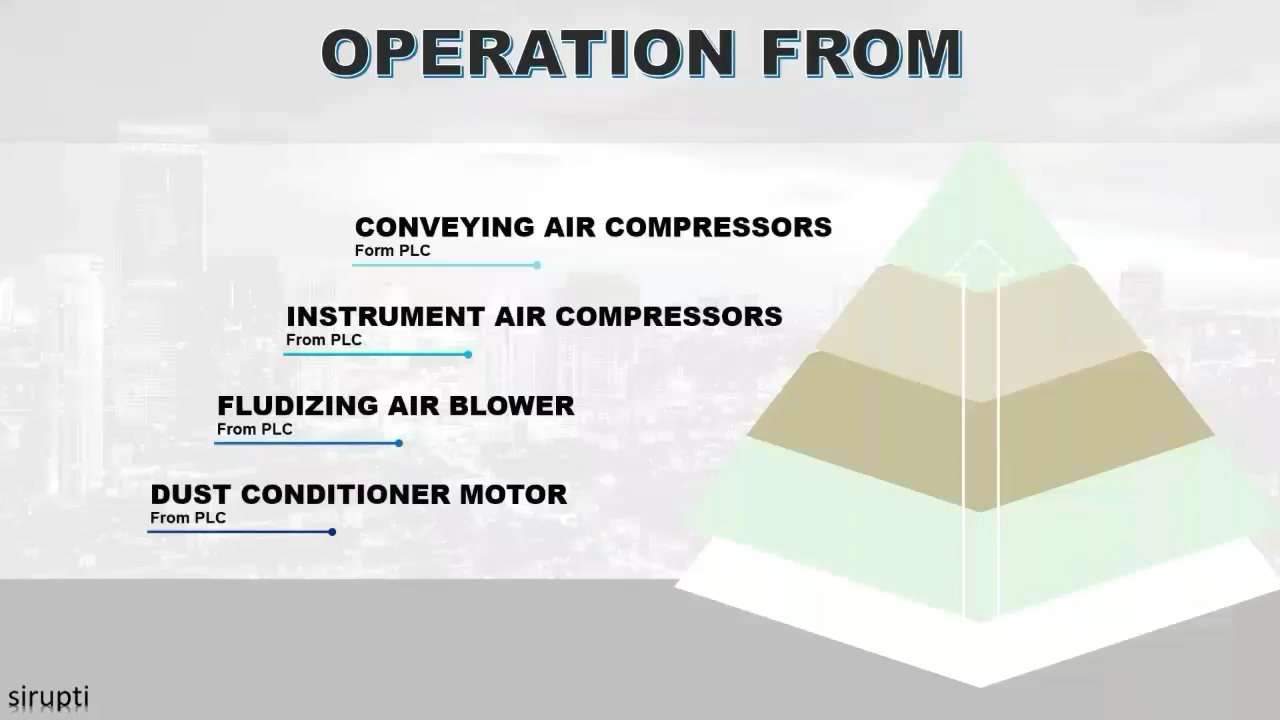 OPERATION FROM
CONVEYING AIR COMPRESSORS
Form PLC
INSTRUMENT AIR COMPRESSORS
From PLC
FLUDIZING AIR BLOWER
From PLC
DUST CONDITIONER MOTOR
From PLC
sirupti